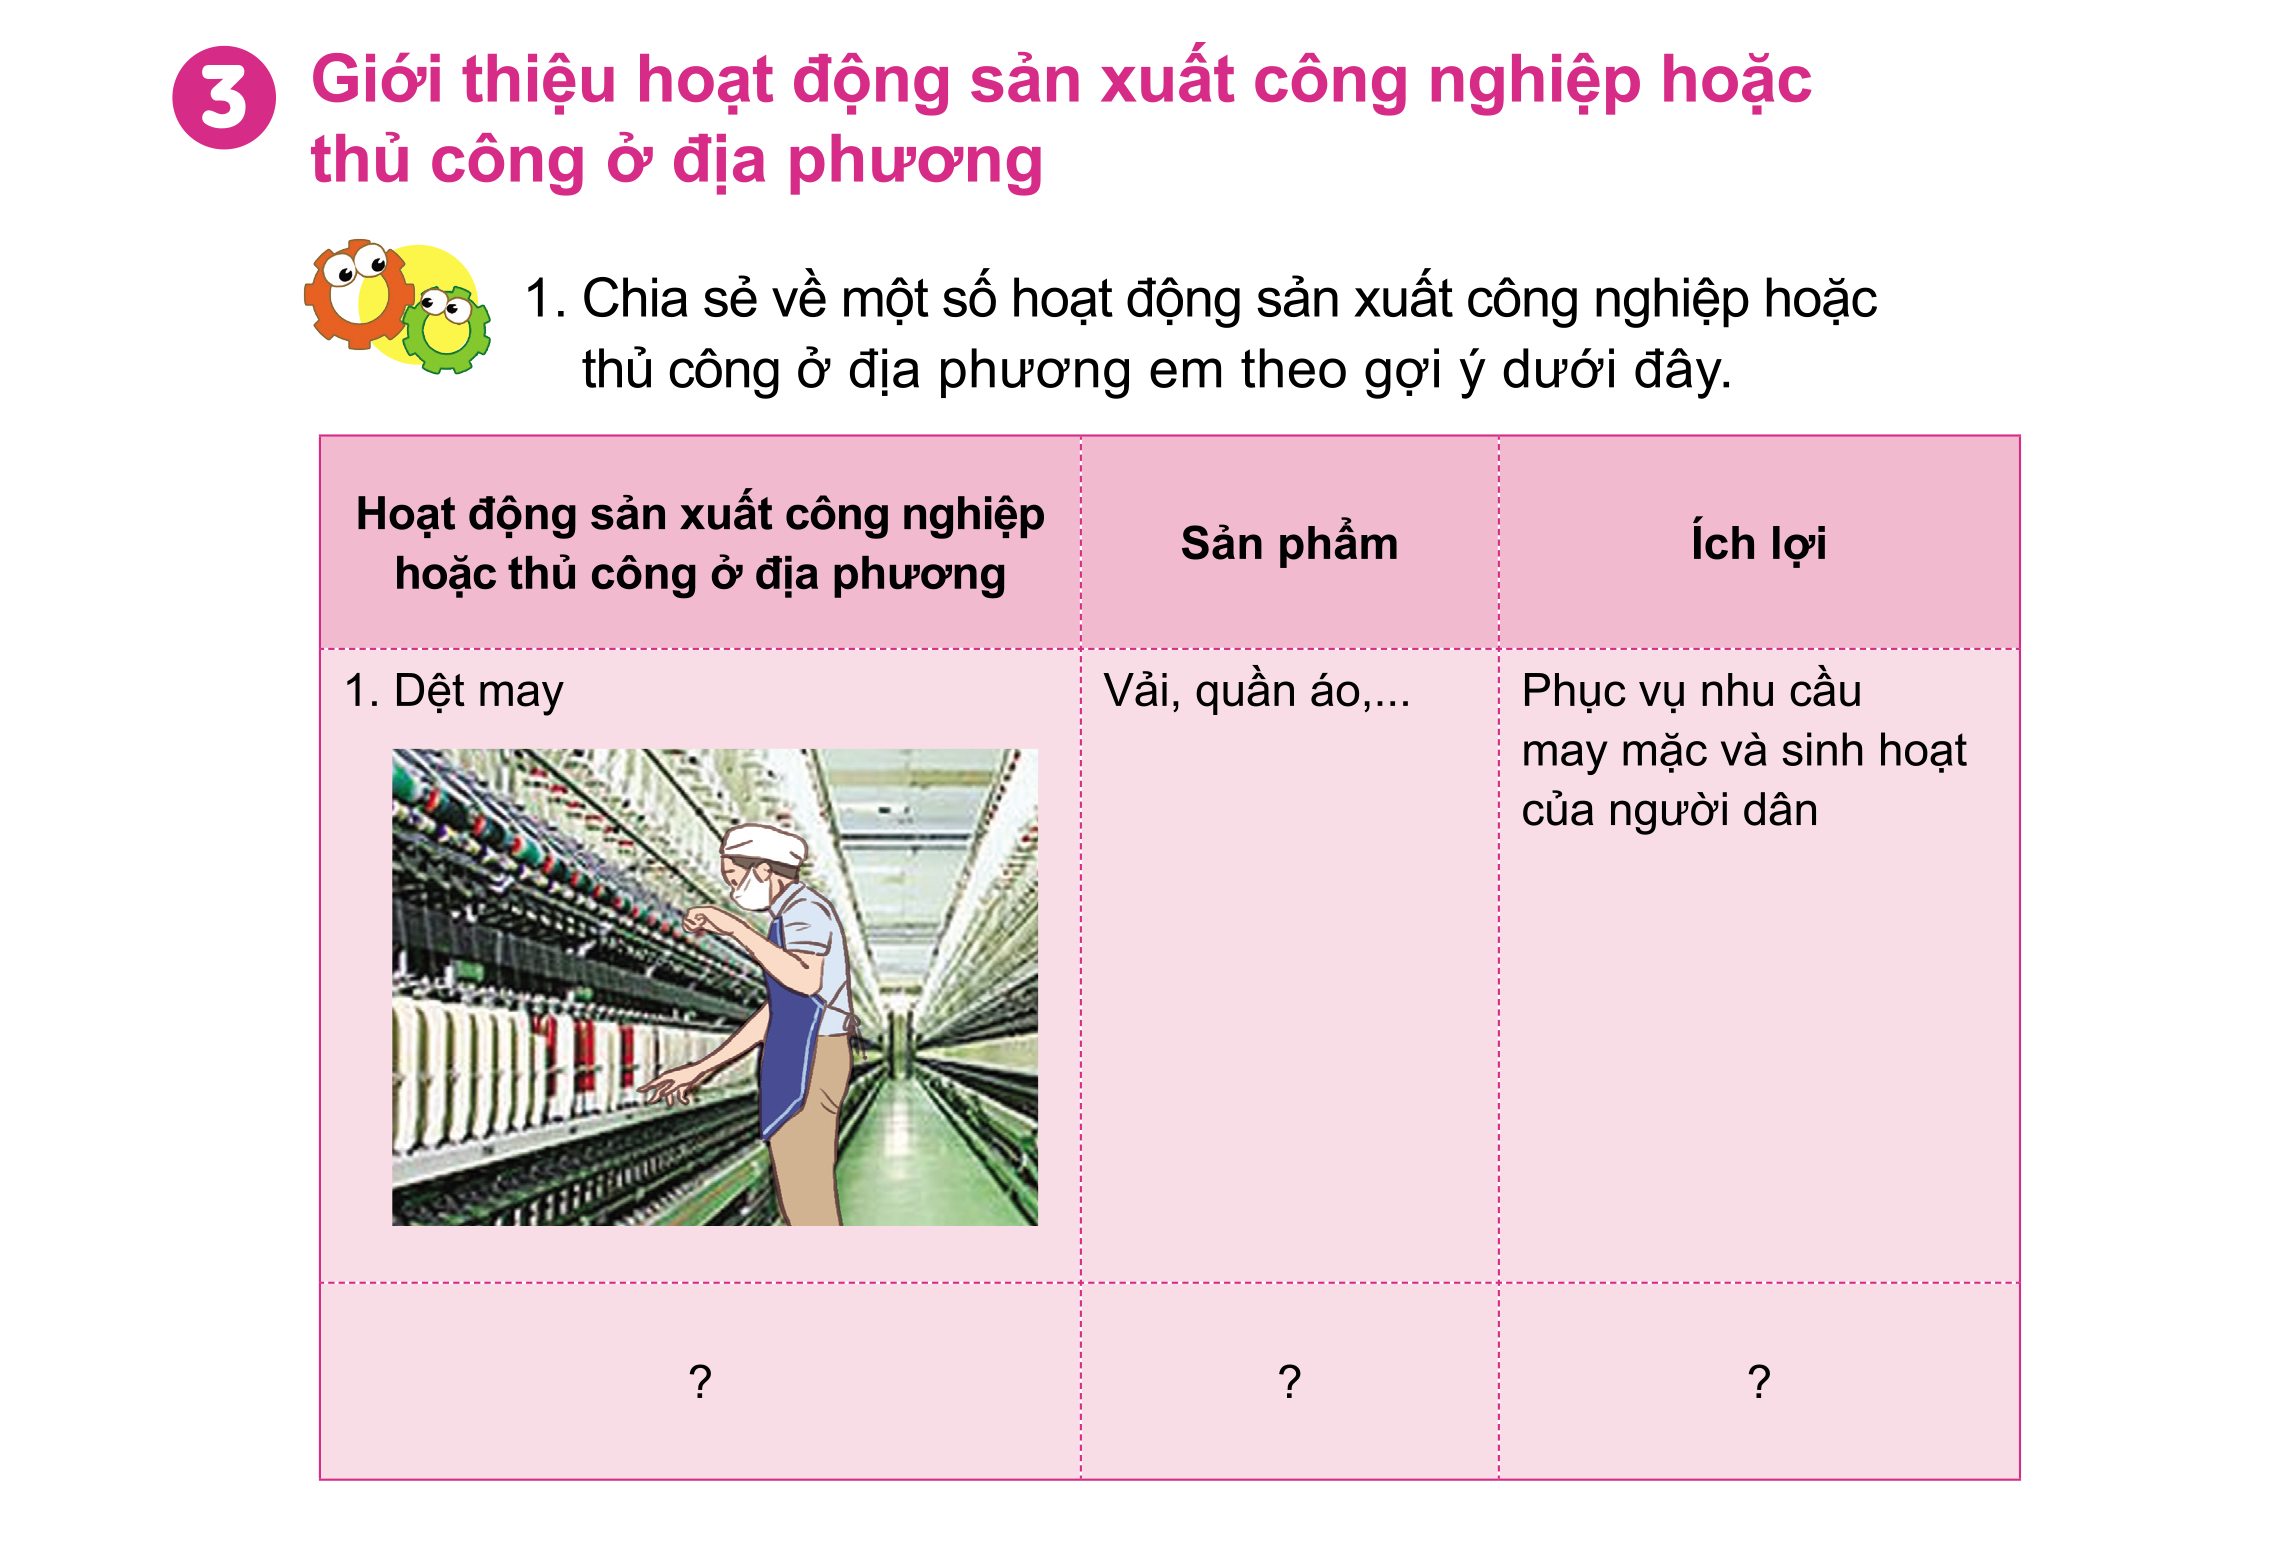 3 Giới thiệu hoạt động sản xuất công nghiệp hoặc
thủ công ở địa phương
1. Chia sẻ về một số hoạt động sản xuất công nghiệp hoặc
thủ công ở địa phương em theo gợi ý dưới đây.
Hoạt động sản xuất công nghiệp
hoặc thủ công ở địa phương
Sản phẩm
Ích lợi
1. Dệt may
Vải, quần áo,...
Phục vụ nhu cầu
may mặc và sinh hoạt
của người dân
?
?
?